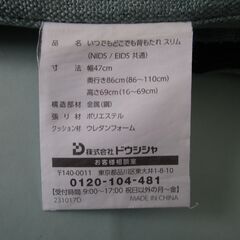 品 名 いつでもどこでも背もたれ スリム
(NIDS / EIDS 共通)
寸 法 幅47cm
奥行き86cm (86~110cm)
高さ69cm (16~69cm)
構造部材 金属(鋼)
張り材 ポリエステル
クッション材 ウレタンフォーム
株式会社 ドウシシャ
お客様相談室
〒140-0011 東京都品川区東大井1-8-10
0120-104-481
【受付時間】9:00~17:00(祝日以外の月~金)
231017D MADE IN CHINA